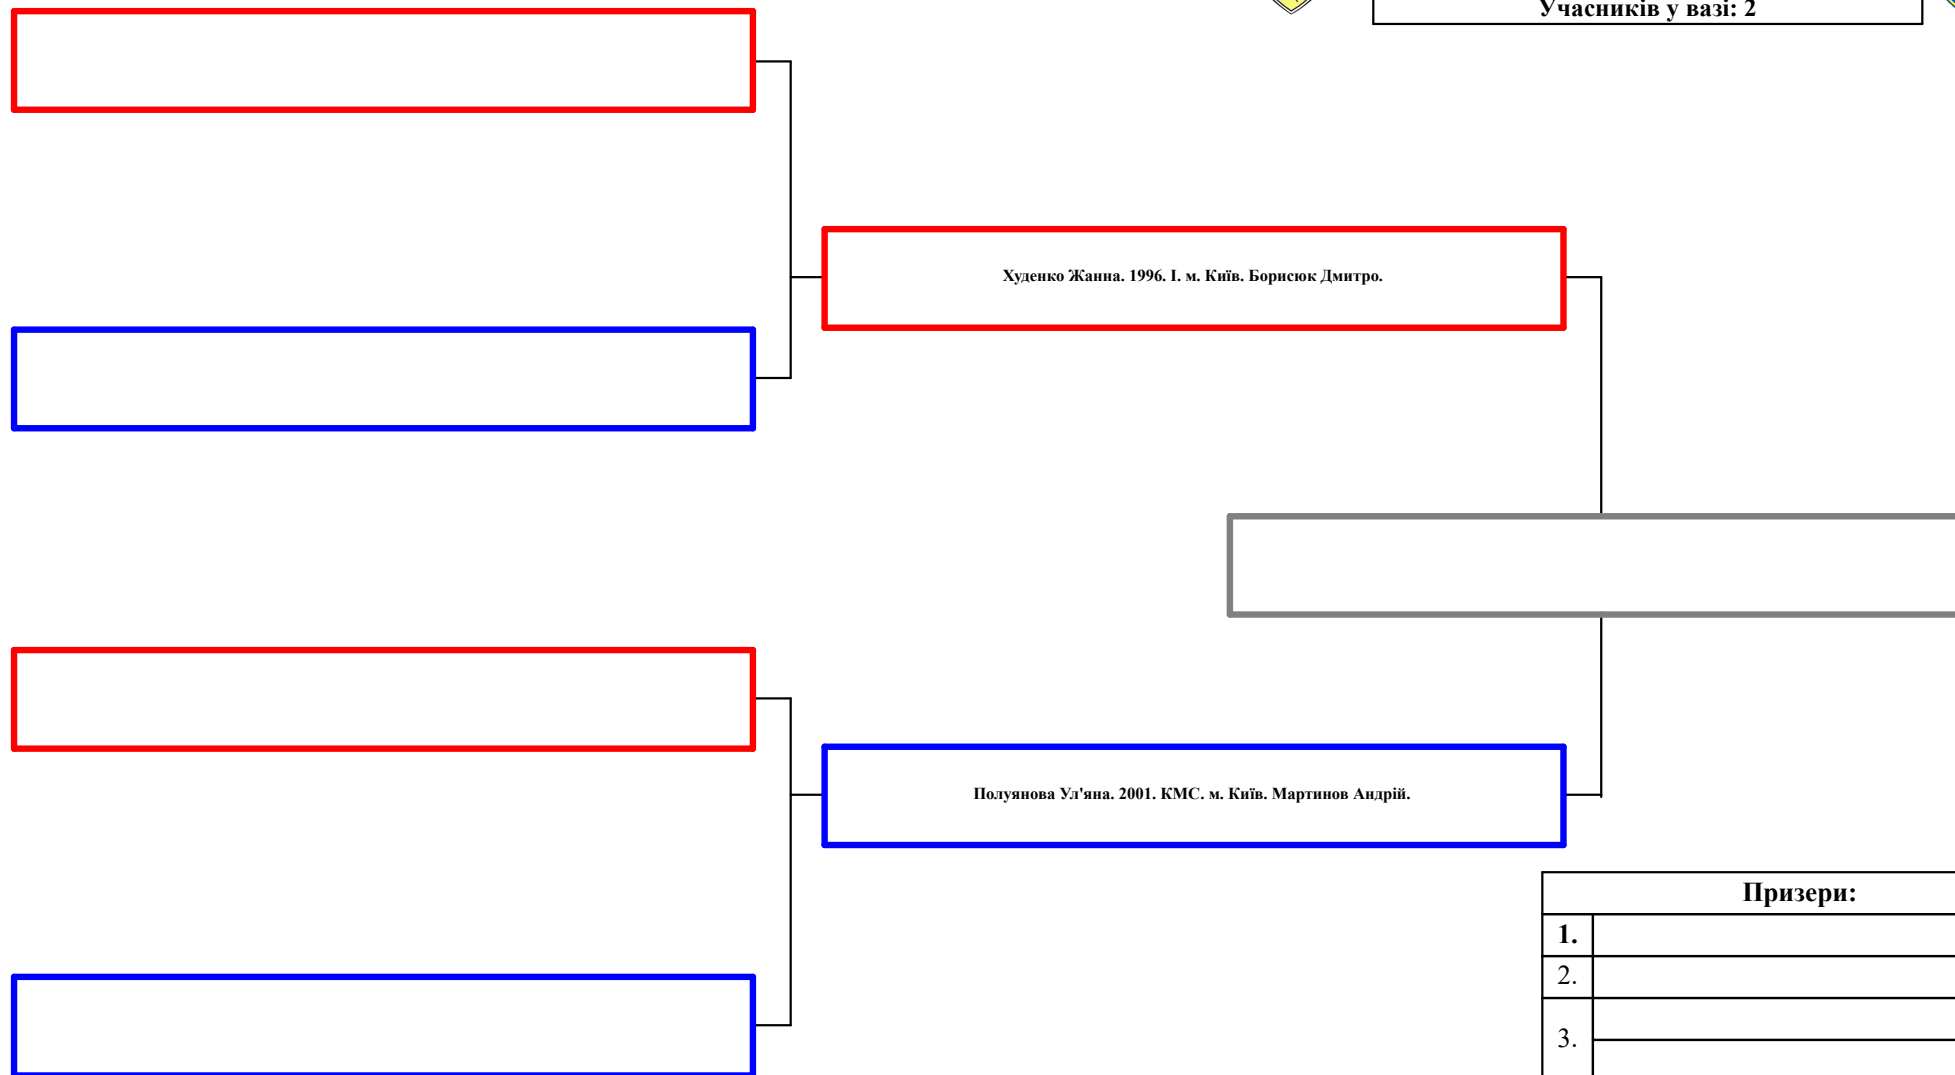 Учасників у вазі: 2
Худенко Жанна. 1996. I. м. Київ. Борисюк Дмитро.
Полуянова Ул'яна. 2001. КМС. м. Київ. Мартинов Андрій.
Призери:
1.
2.
3.